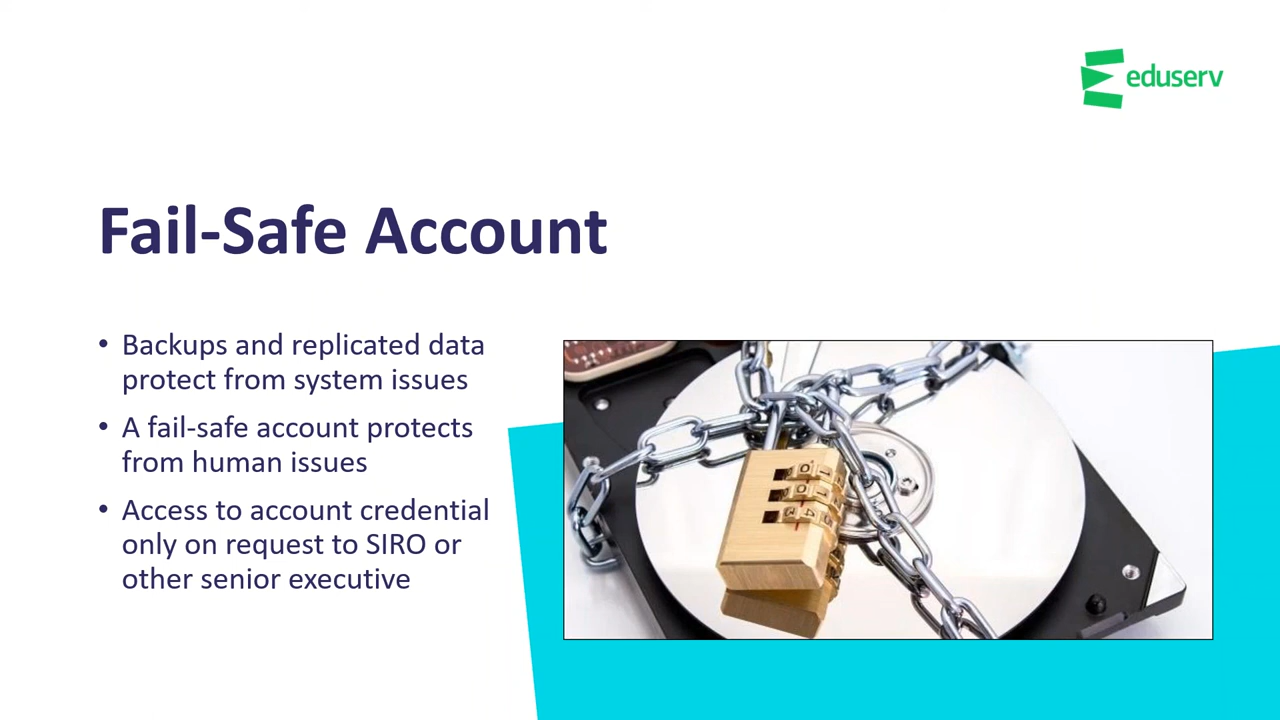 eduserv
Fail-Safe Account
• Backups and replicated data
protect from system issues
• A fail-safe account protects
from human issues
• Access to account credential
only on request to SIRO or
other senior executive